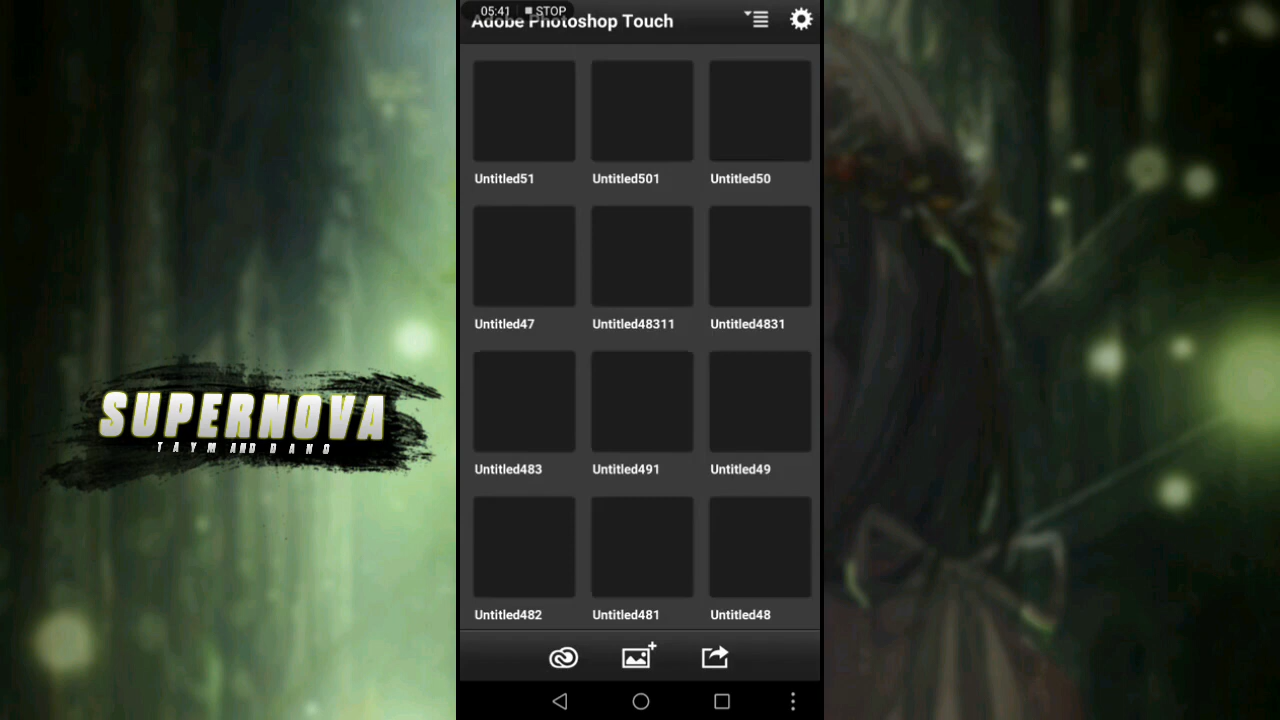 05:41 STOP
Adobe Photoshop Touch
Untitled51 Untitled501 Untitled50
Untitled47 Untitled48311 Untitled4831
Untitled483 Untitled491 Untitled49
SUPERNOVA
TAYM AND DANG
Untitled482 Untitled481 Untitled48